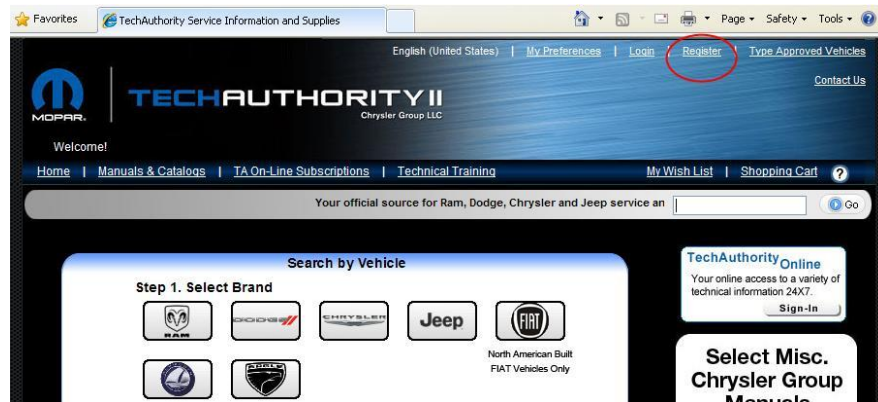 Favorites TechAuthority Service Information and Supplies Page Safety Tools
English (United States) | My Preferences | Login | Register | Type Approved Vehicles
Contact Us
MOPAR.
TECHAUTHORITY II
Chrysler Group LLC
Welcome!
Home | Manuals & Catalogs | TA On-Line Subscriptions | Technical Training My Wish List | Shopping Cart ?
Your official source for Ram, Dodge, Chrysler and Jeep service an Go
Search by Vehicle
Step 1. Select Brand
RAM DODGE CHRYSLER Jeep FIAT
North American Built
FIAT Vehicles Only
TechAuthority Online
Your online access to a variety of
technical information 24X7.
Sign-In
Select Misc.
Chrysler Group
Manuals